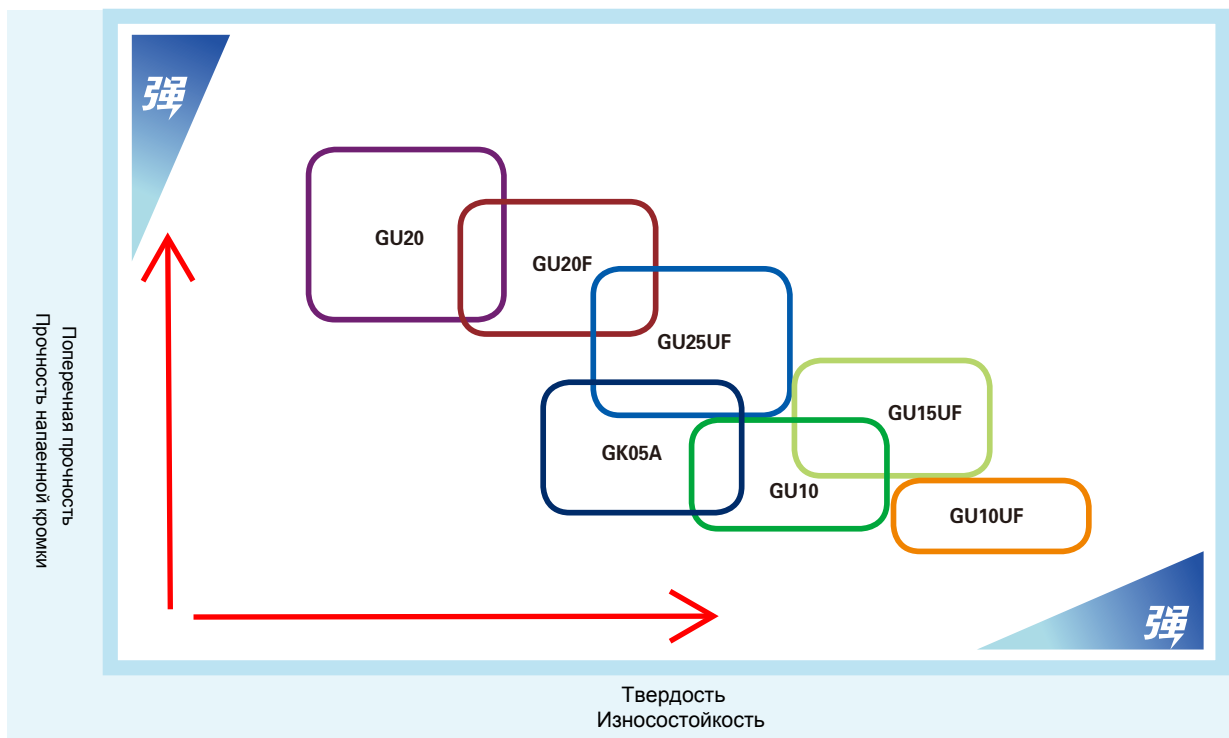 强
GU20
GU20F
GU25UF
GU15UF
GK05A
GU10
GU10UF
强
Поперечная прочность
Прочность напаенной кромки
Твердость
Износостойкость